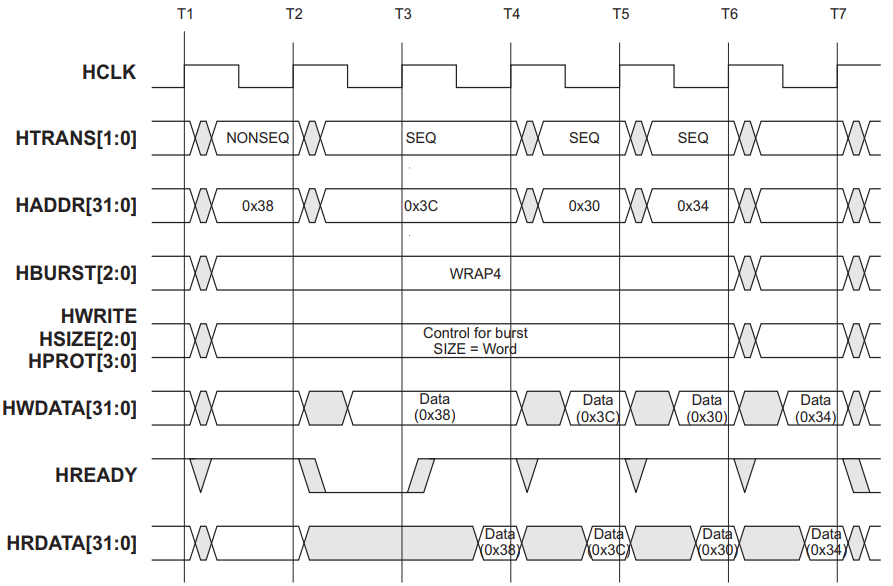 T1 T2 T3 T4 T5 T6 T7
HCLK
HTRANS[1:0] NONSEQ SEQ SEQ SEQ
HADDR[31:0] 0x38 0x3C 0x30 0x34
HBURST[2:0] WRAP4
HWRITE
HSIZE[2:0] Control for burst
HPROT[3:0] SIZE = Word
HWDATA[31:0] Data Data Data Data
(0x38) (0x3C) (0x30) (0x34)
HREADY
HRDATA[31:0] Data Data Data Data
(0x38) (0x3C) (0x30) (0x34)